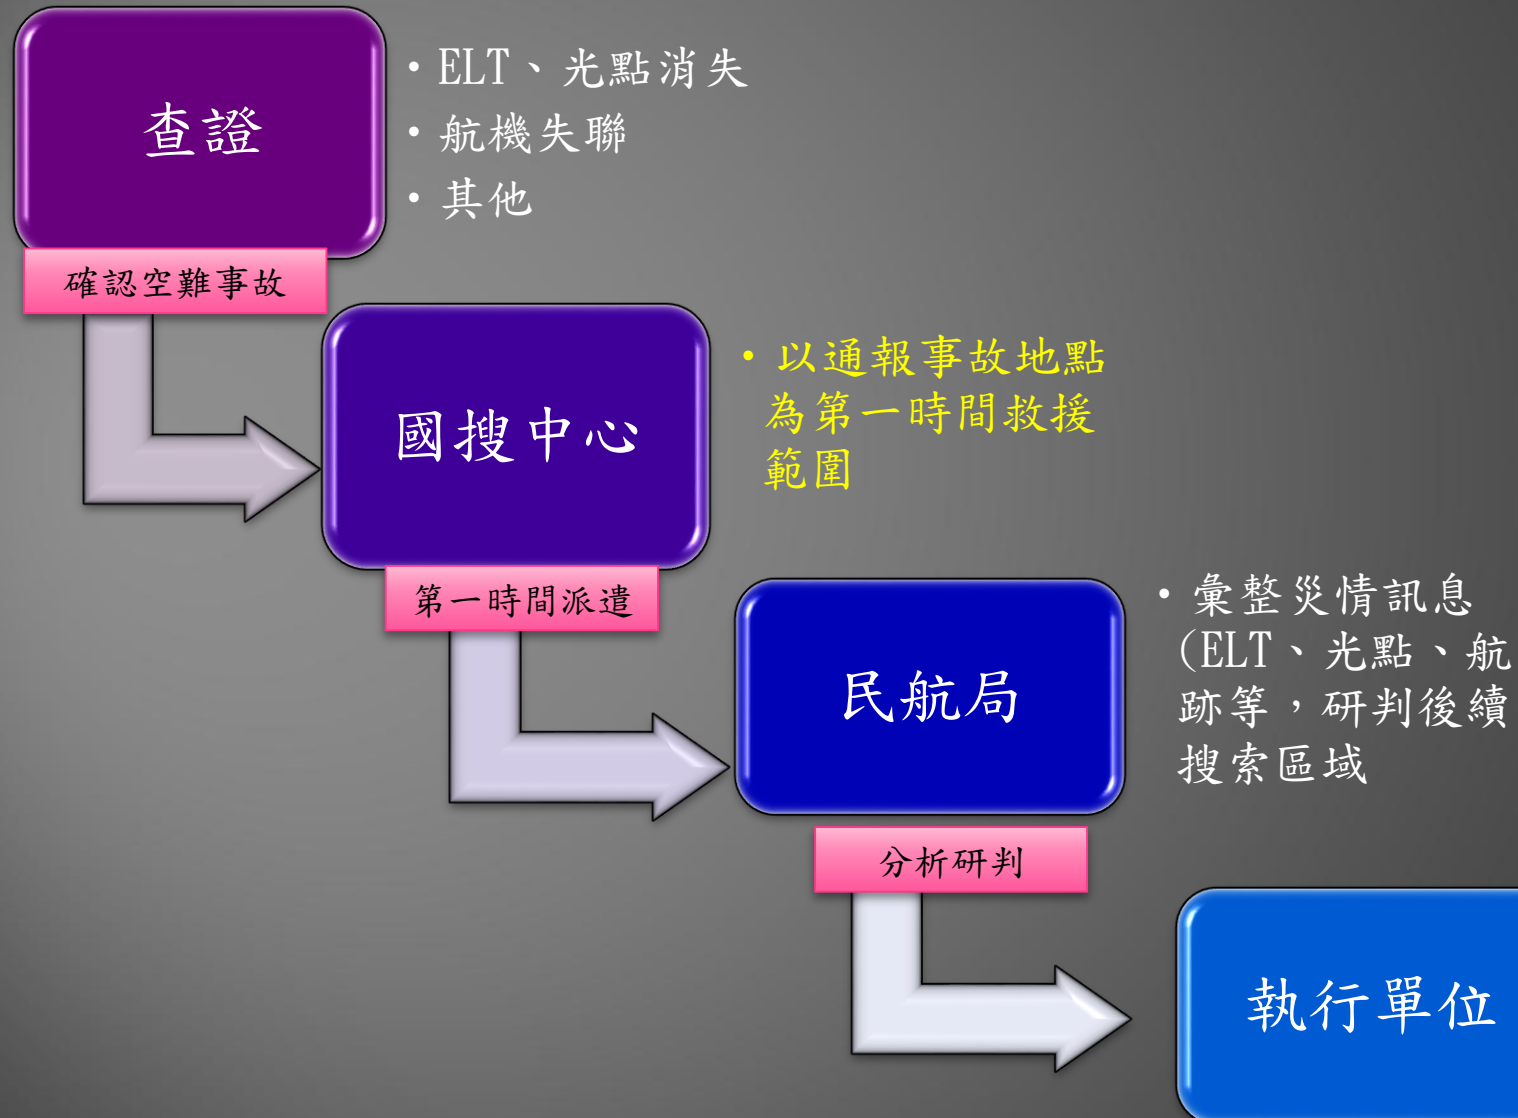 查證
・ELT、光點消失
・航機失聯
・其他
確認空難事故
國搜中心
・以通報事故地點
為第一時間救援
範圍
第一時間派遣
民航局
・彙整災情訊息
(ELT、光點、航
跡等，研判後續
搜索區域
分析研判
執行單位